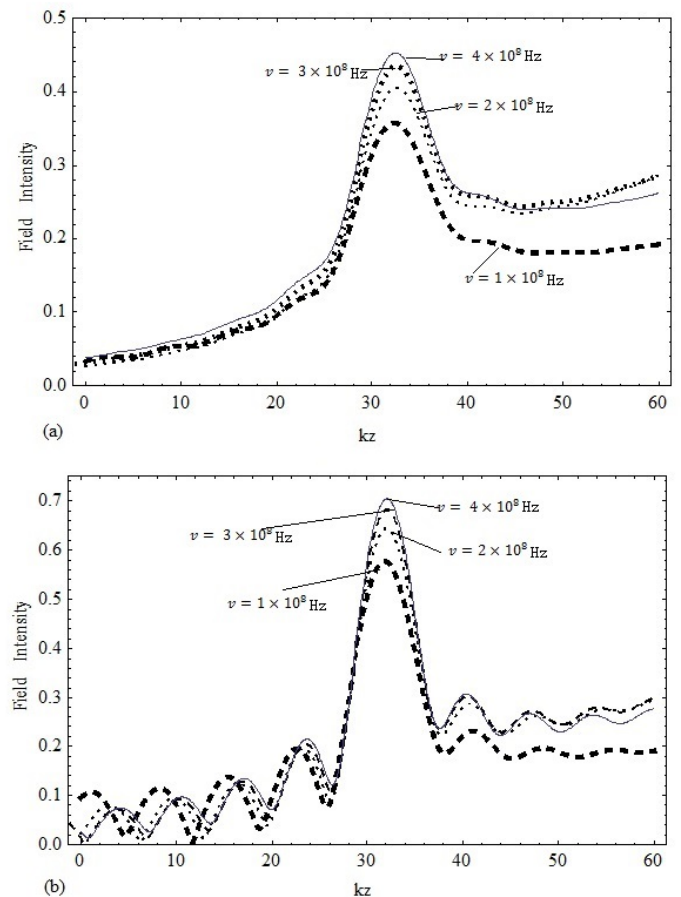 0.5
0.4
0.3
0.2
0.1
0.0
Field Intensity
ν = 4 × 10⁸ Hz
ν = 3 × 10⁸ Hz
ν = 2 × 10⁸ Hz
ν = 1 × 10⁸ Hz
0 10 20 30 40 50 60
(a)
kz
0.7
0.6
0.5
0.4
0.3
0.2
0.1
0.0
Field Intensity
ν = 4 × 10⁸ Hz
ν = 3 × 10⁸ Hz
ν = 2 × 10⁸ Hz
ν = 1 × 10⁸ Hz
0 10 20 30 40 50 60
(b)
kz